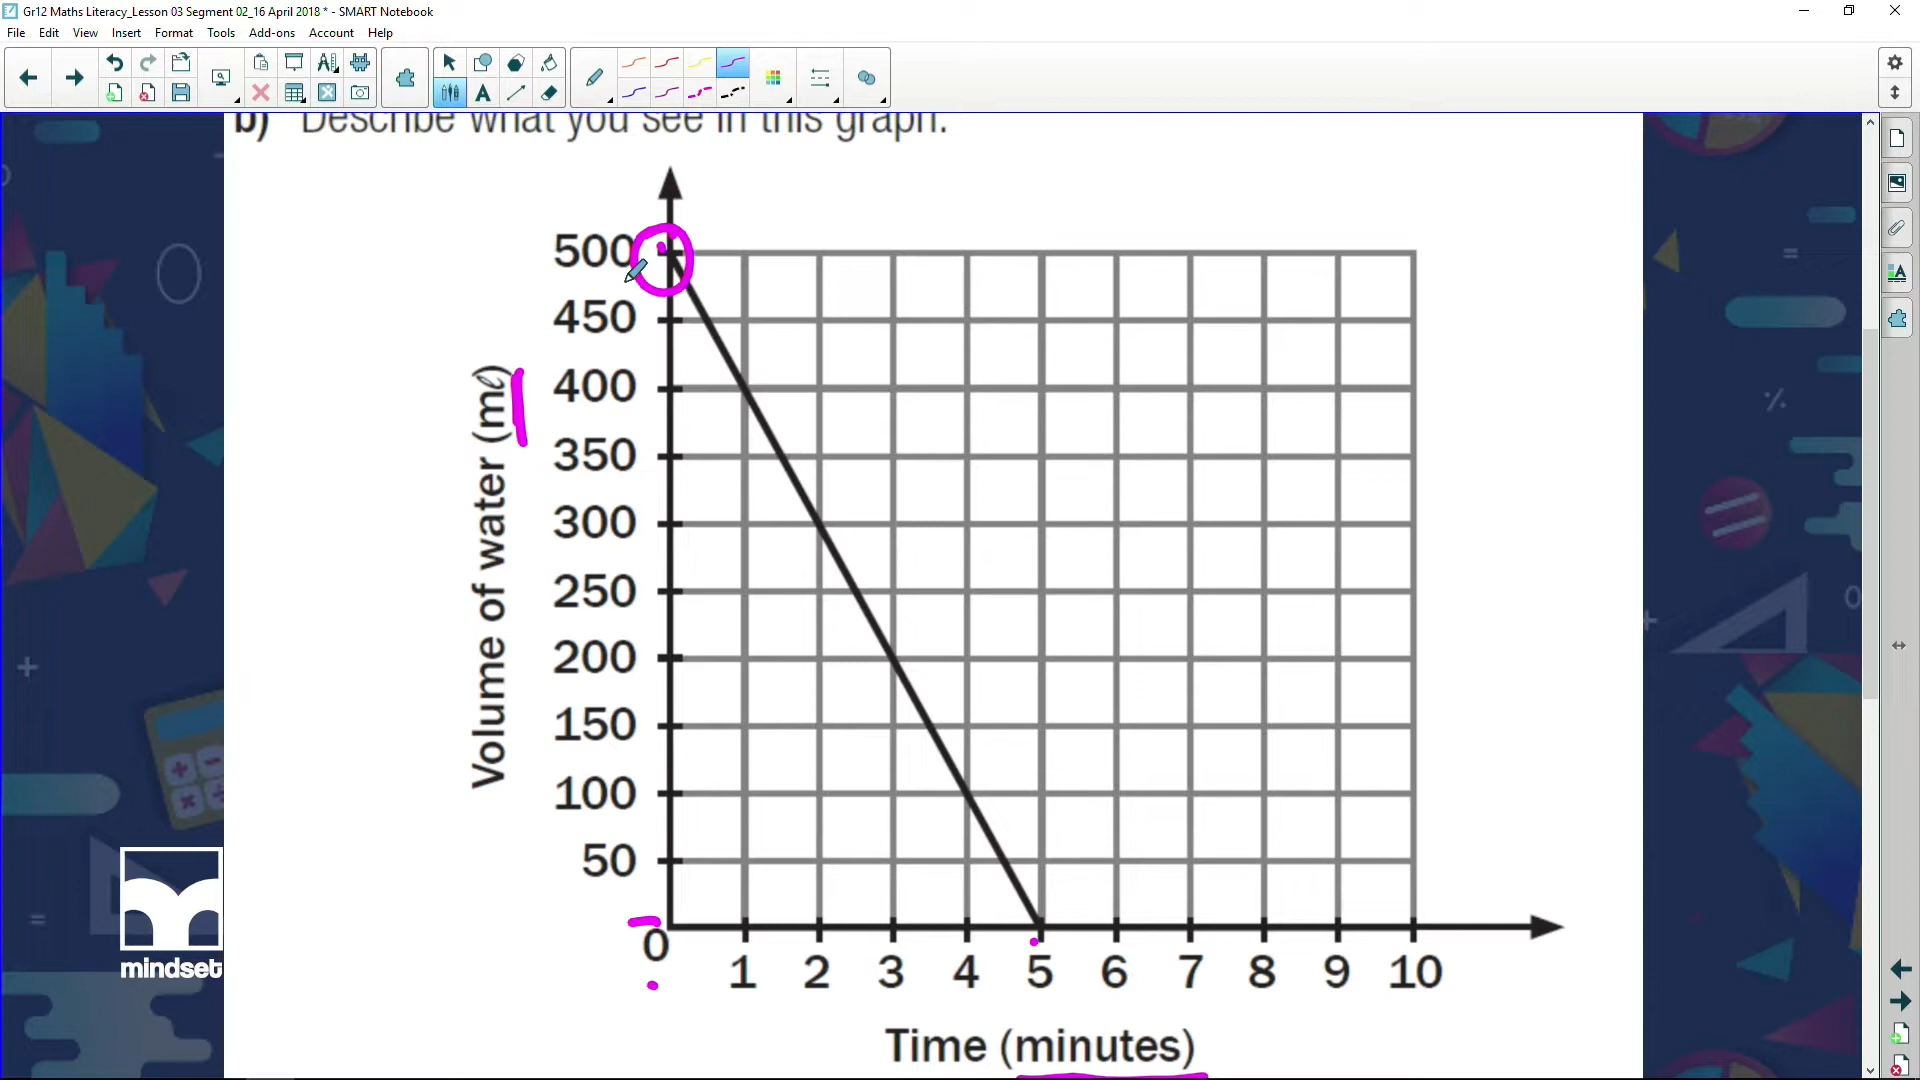 Gr12 Maths Literacy_Lesson 03 Segment 02_16 April 2018 * - SMART Notebook
File Edit View Insert Format Tools Add-ons Account Help
b) Describe what you see in this graph.
500
450
400
350
300
250
200
150
100
50
0
Volume of water (mℓ)
1 2 3 4 5 6 7 8 9 10
Time (minutes)
mindset